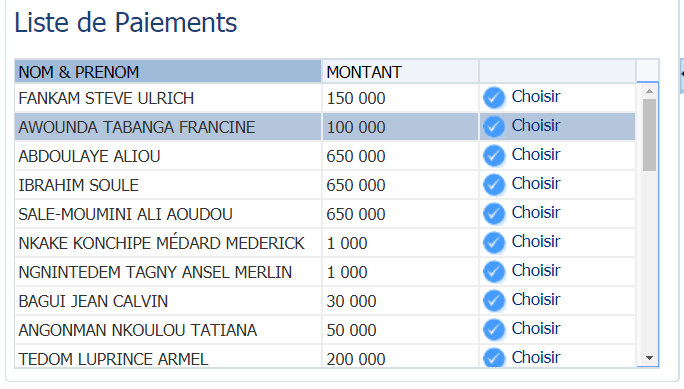 Liste de Paiements
NOM & PRENOM MONTANT
FANKAM STEVE ULRICH 150 000 Choisir
AWOUNDA TABANGA FRANCINE 100 000 Choisir
ABDOULAYE ALIOU 650 000 Choisir
IBRAHIM SOULE 650 000 Choisir
SALE-MOUMINI ALI AOUDOU 650 000 Choisir
NKAKE KONCHIPE MÉDARD MEDERICK 1 000 Choisir
NGNINTEDEM TAGNY ANSEL MERLIN 1 000 Choisir
BAGUI JEAN CALVIN 30 000 Choisir
ANGONMAN NKOULOU TATIANA 50 000 Choisir
TEDOM LUPRINCE ARMEL 200 000 Choisir